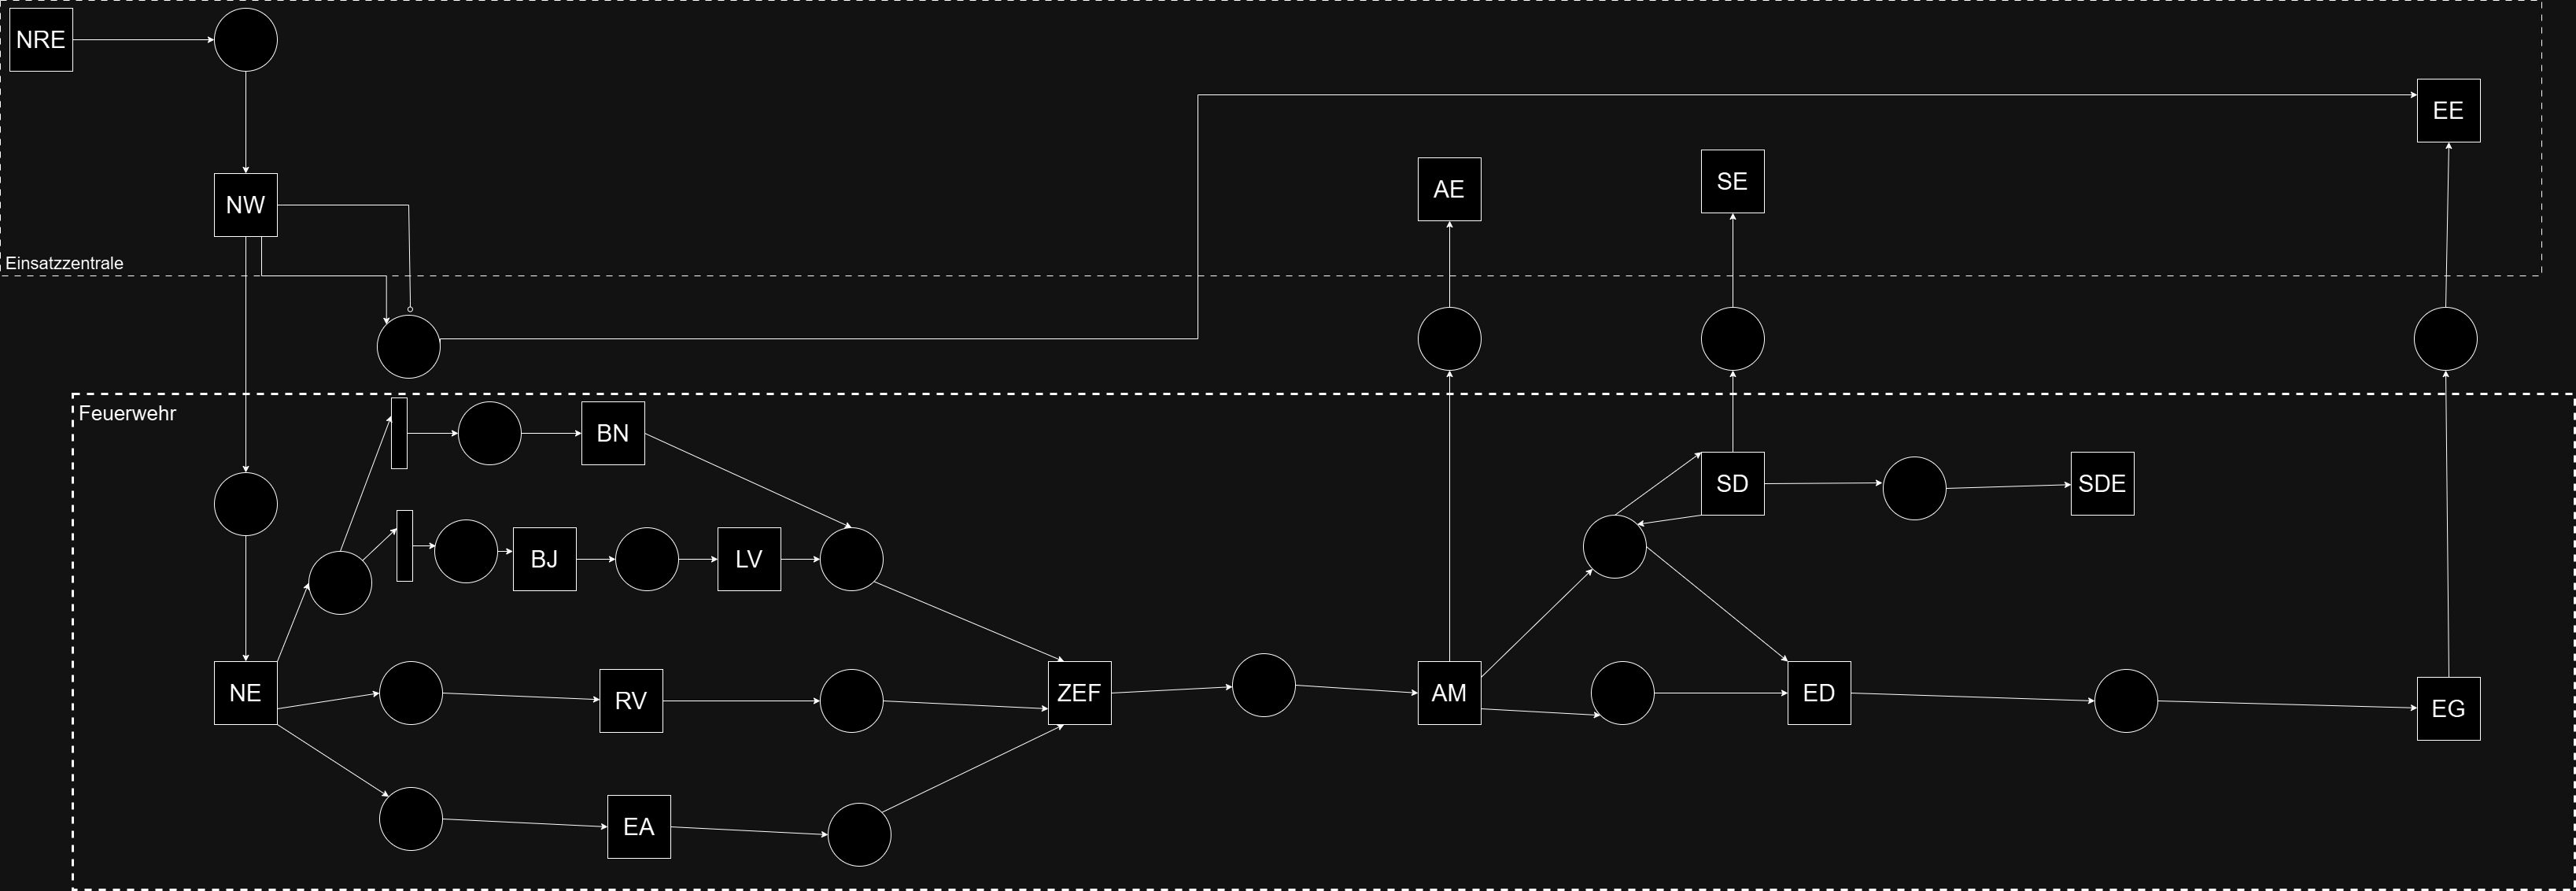 NRE
EE
SE
AE
NW
Einsatzzentrale
Feuerwehr
BN
SD
SDE
BJ
LV
NE
RV
ZEF
AM
ED
EG
EA